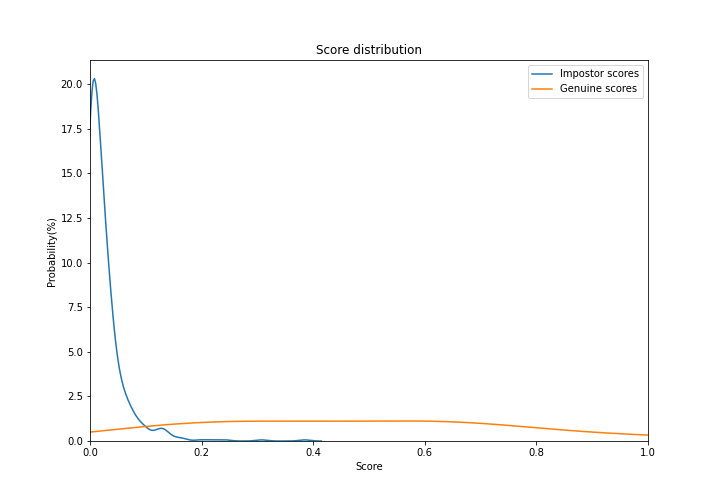 Score distribution
Impostor scores
Genuine scores
20.0
17.5
15.0
12.5
10.0
7.5
5.0
2.5
0.0
Probability(%)
0.0 0.2 0.4 0.6 0.8 1.0
Score